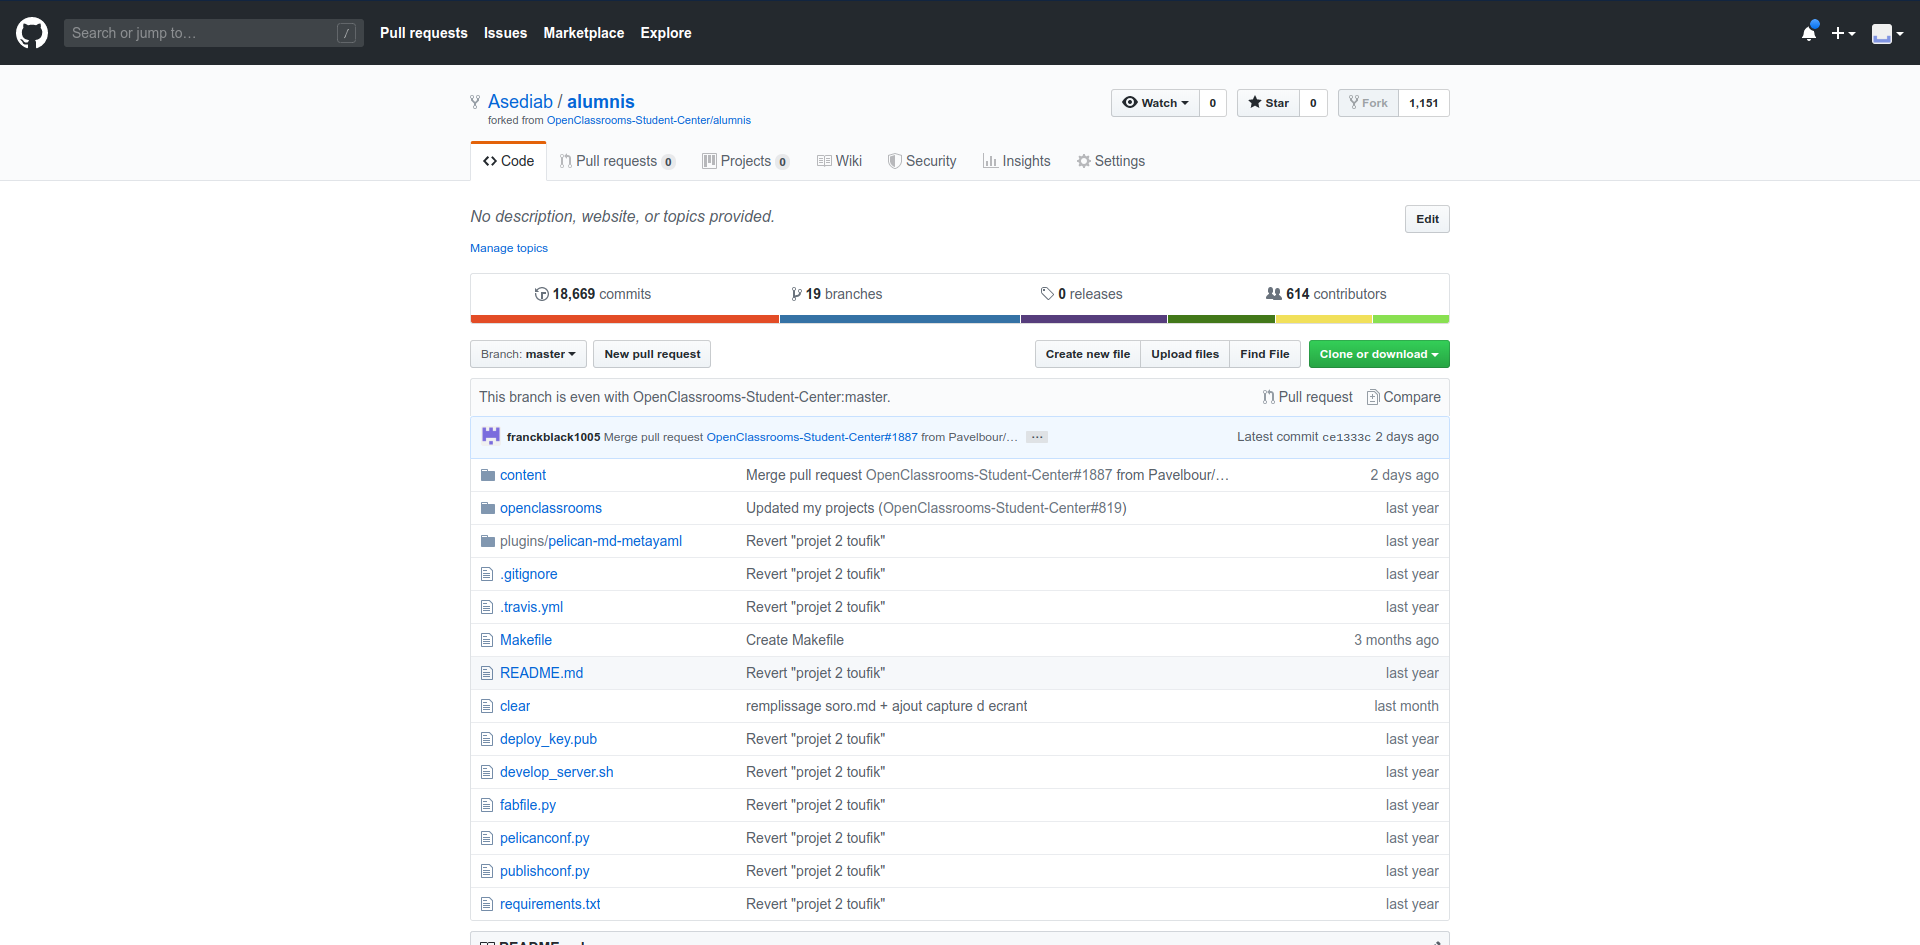 Search or jump to… / Pull requests Issues Marketplace Explore
Asediab / alumnis Watch 0 Star 0 Fork 1,151
forked from OpenClassrooms-Student-Center/alumnis
Code Pull requests 0 Projects 0 Wiki Security Insights Settings
No description, website, or topics provided. Edit
Manage topics
18,669 commits 19 branches 0 releases 614 contributors
Branch: master New pull request Create new file Upload files Find File Clone or download
This branch is even with OpenClassrooms-Student-Center:master. Pull request Compare
franckblack1005 Merge pull request OpenClassrooms-Student-Center#1887 from Pavelbour/… … Latest commit ce1333c 2 days ago
content Merge pull request OpenClassrooms-Student-Center#1887 from Pavelbour/… 2 days ago
openclassrooms Updated my projects (OpenClassrooms-Student-Center#819) last year
plugins/pelican-md-metayaml Revert "projet 2 toufik" last year
.gitignore Revert "projet 2 toufik" last year
.travis.yml Revert "projet 2 toufik" last year
Makefile Create Makefile 3 months ago
README.md Revert "projet 2 toufik" last year
clear remplissage soro.md + ajout capture d ecrant last month
deploy_key.pub Revert "projet 2 toufik" last year
develop_server.sh Revert "projet 2 toufik" last year
fabfile.py Revert "projet 2 toufik" last year
pelicanconf.py Revert "projet 2 toufik" last year
publishconf.py Revert "projet 2 toufik" last year
requirements.txt Revert "projet 2 toufik" last year